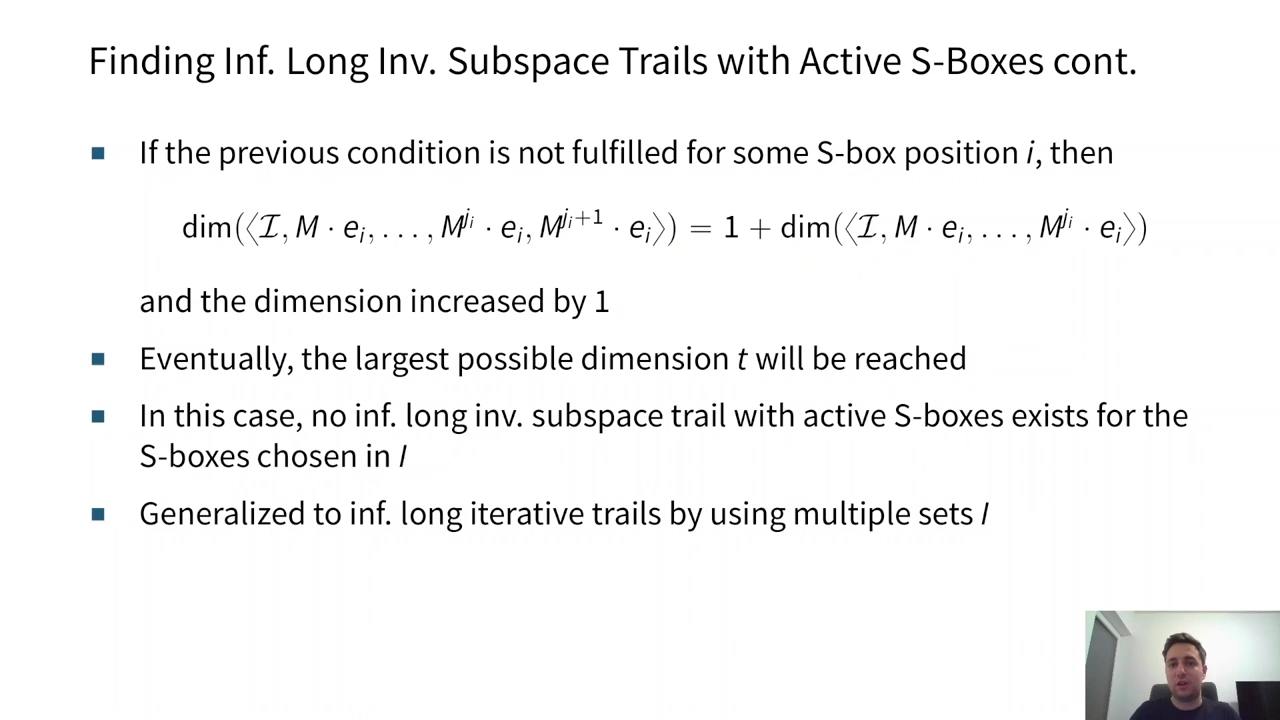 Finding Inf. Long Inv. Subspace Trails with Active S-Boxes cont.
If the previous condition is not fulfilled for some S-box position i, then
dim(⟨𝓘, M · e_i, . . . , M^{j_i} · e_i, M^{j_i+1} · e_i⟩) = 1 + dim(⟨𝓘, M · e_i, . . . , M^{j_i} · e_i⟩)
and the dimension increased by 1
Eventually, the largest possible dimension t will be reached
In this case, no inf. long inv. subspace trail with active S-boxes exists for the
S-boxes chosen in I
Generalized to inf. long iterative trails by using multiple sets I